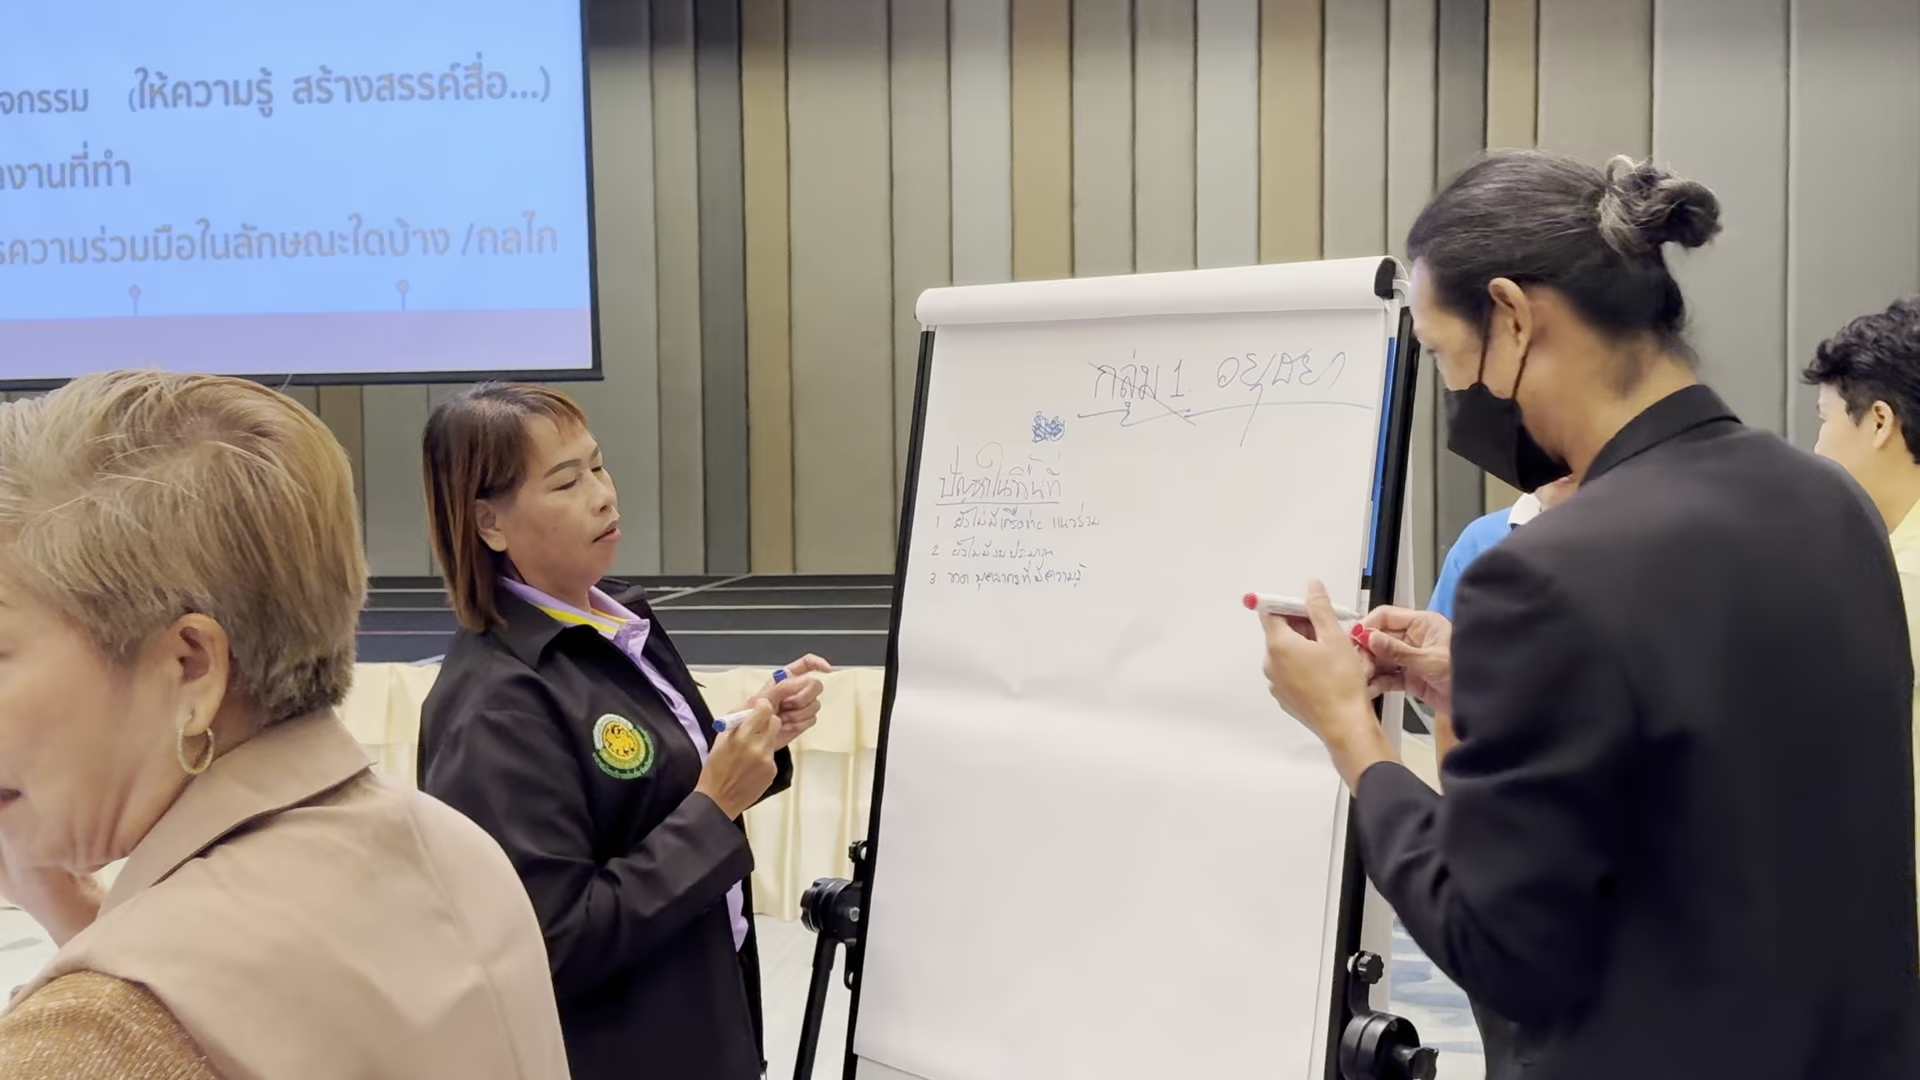 จกรรม (ให้ความรู้ สร้างสรรค์สื่อ...)
งานที่ทำ
รความร่วมมือในลักษณะใดบ้าง /กลไก
กลุ่ม 1 อยุธยา
ปัญหาในพื้นที่
1 ยังไม่มีเครือข่าย แนวร่วม
2 ยังไม่มีงบประมาณ
3. ขาดบุคลากรที่มีความรู้